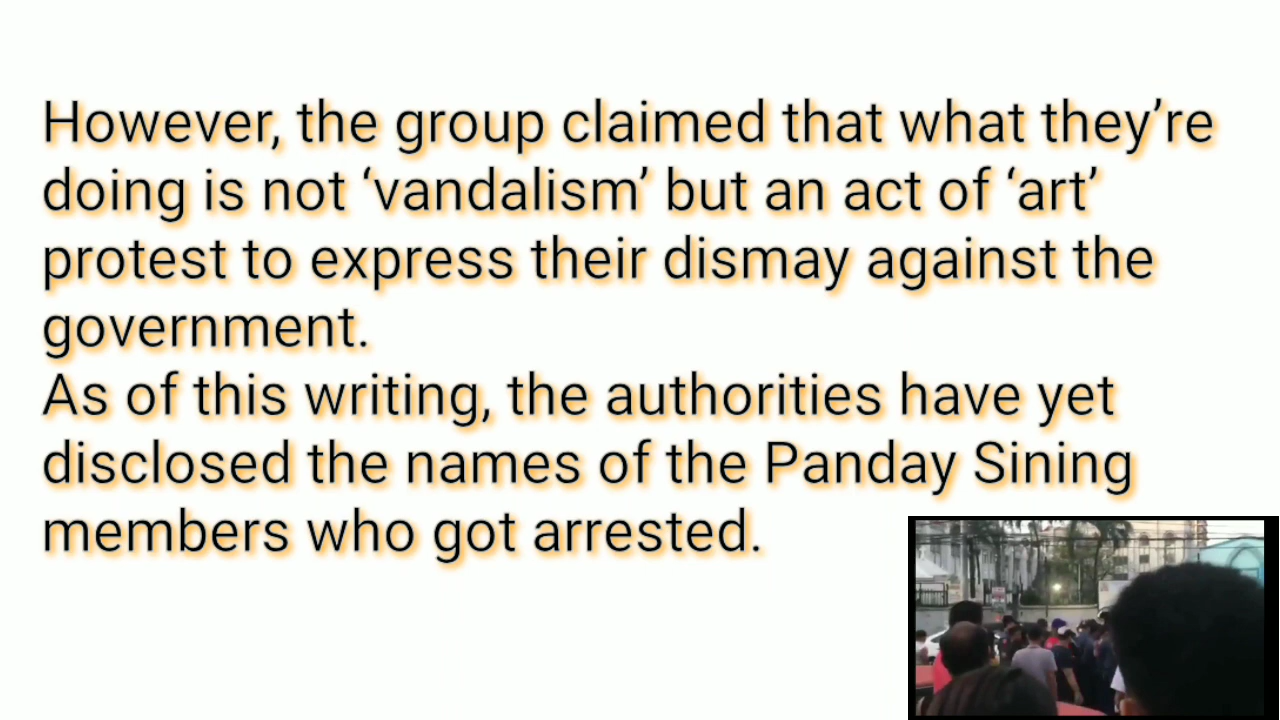 However, the group claimed that what they’re
doing is not ‘vandalism’ but an act of ‘art’
protest to express their dismay against the
government.
As of this writing, the authorities have yet
disclosed the names of the Panday Sining
members who got arrested.